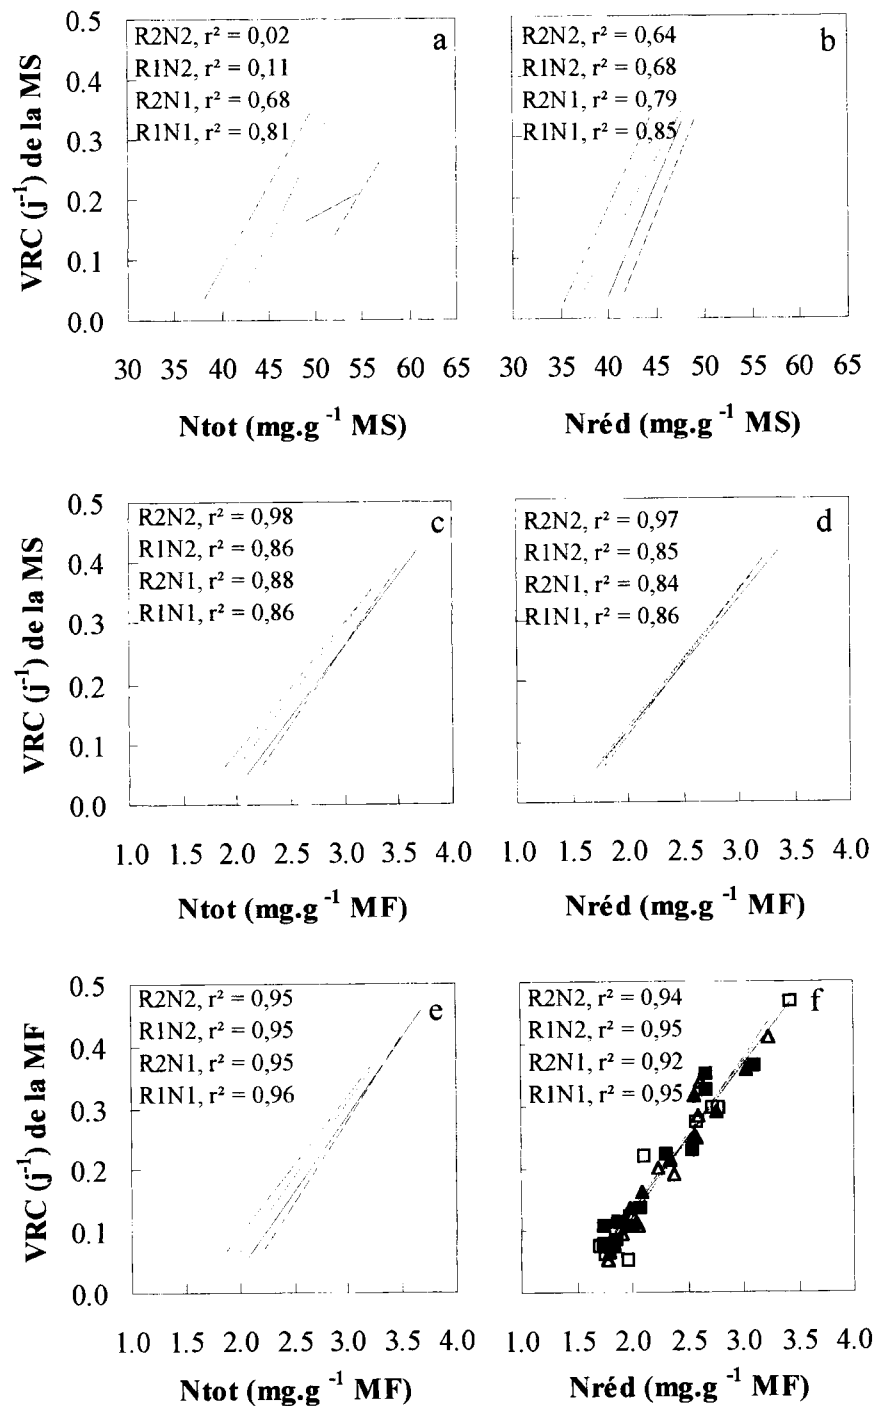 VRC (j-1) de la MS
0.5
0.4
0.3
0.2
0.1
0.0
R2N2, r² = 0,02
R1N2, r² = 0,11
R2N1, r² = 0,68
R1N1, r² = 0,81
a
30 35 40 45 50 55 60 65
Ntot (mg.g -1 MS)
R2N2, r² = 0,64
R1N2, r² = 0,68
R2N1, r² = 0,79
R1N1, r² = 0,85
b
30 35 40 45 50 55 60 65
Nréd (mg.g -1 MS)
VRC (j-1) de la MS
0.5
0.4
0.3
0.2
0.1
0.0
R2N2, r² = 0,98
R1N2, r² = 0,86
R2N1, r² = 0,88
R1N1, r² = 0,86
c
1.0 1.5 2.0 2.5 3.0 3.5 4.0
Ntot (mg.g -1 MF)
R2N2, r² = 0,97
R1N2, r² = 0,85
R2N1, r² = 0,84
R1N1, r² = 0,86
d
1.0 1.5 2.0 2.5 3.0 3.5 4.0
Nréd (mg.g -1 MF)
VRC (j-1) de la MF
0.5
0.4
0.3
0.2
0.1
0.0
R2N2, r² = 0,95
R1N2, r² = 0,95
R2N1, r² = 0,95
R1N1, r² = 0,96
e
1.0 1.5 2.0 2.5 3.0 3.5 4.0
Ntot (mg.g -1 MF)
R2N2, r² = 0,94
R1N2, r² = 0,95
R2N1, r² = 0,92
R1N1, r² = 0,95
f
1.0 1.5 2.0 2.5 3.0 3.5 4.0
Nréd (mg.g -1 MF)